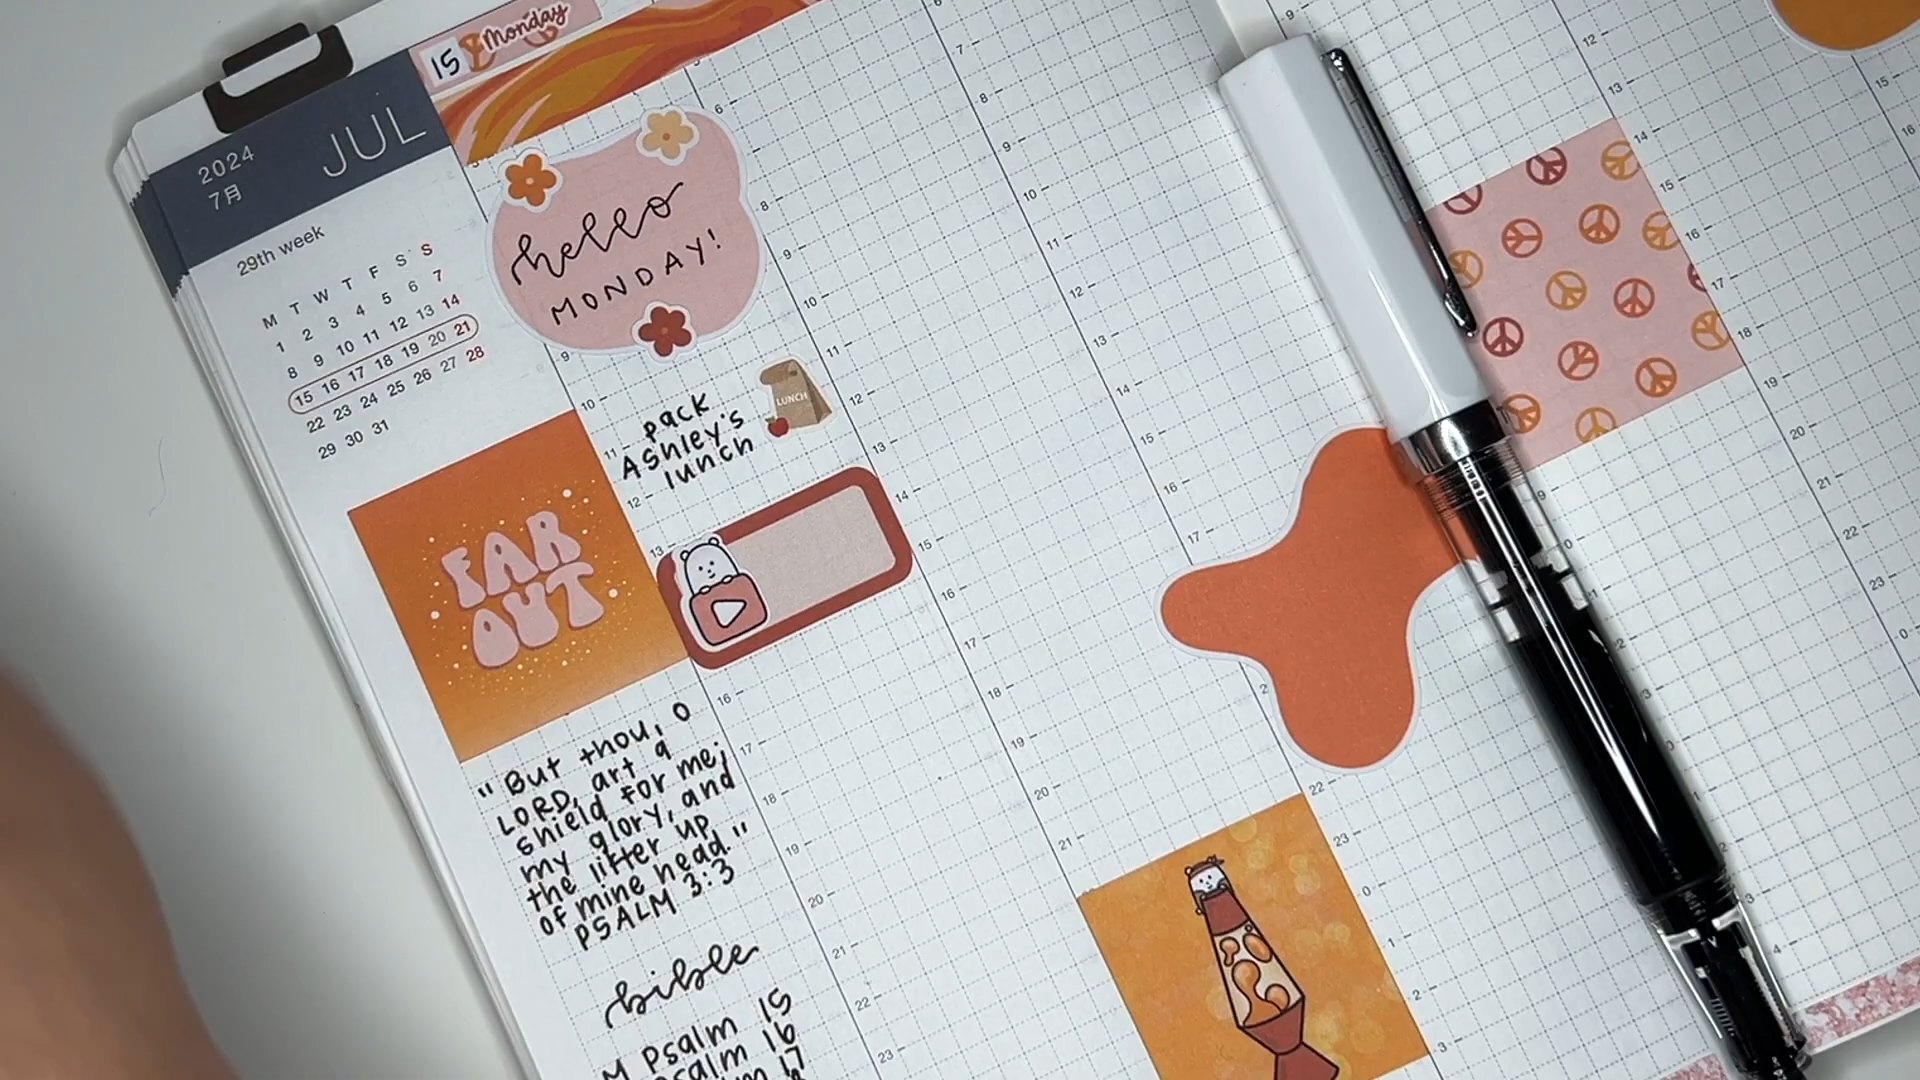 15 Monday
2024
7月
JUL
29th week
M T W T F S S
1 2 3 4 5 6 7
8 9 10 11 12 13 14
15 16 17 18 19 20 21
22 23 24 25 26 27 28
29 30 31
hello
MONDAY!
pack
Ashley's
lunch
LUNCH
FAR
OUT
"But thou, O
LORD, art a
shield for me;
my glory, and
the lifter up
of mine head."
PSALM 3:3
bible
M Psalm 15
Psalm 16
17